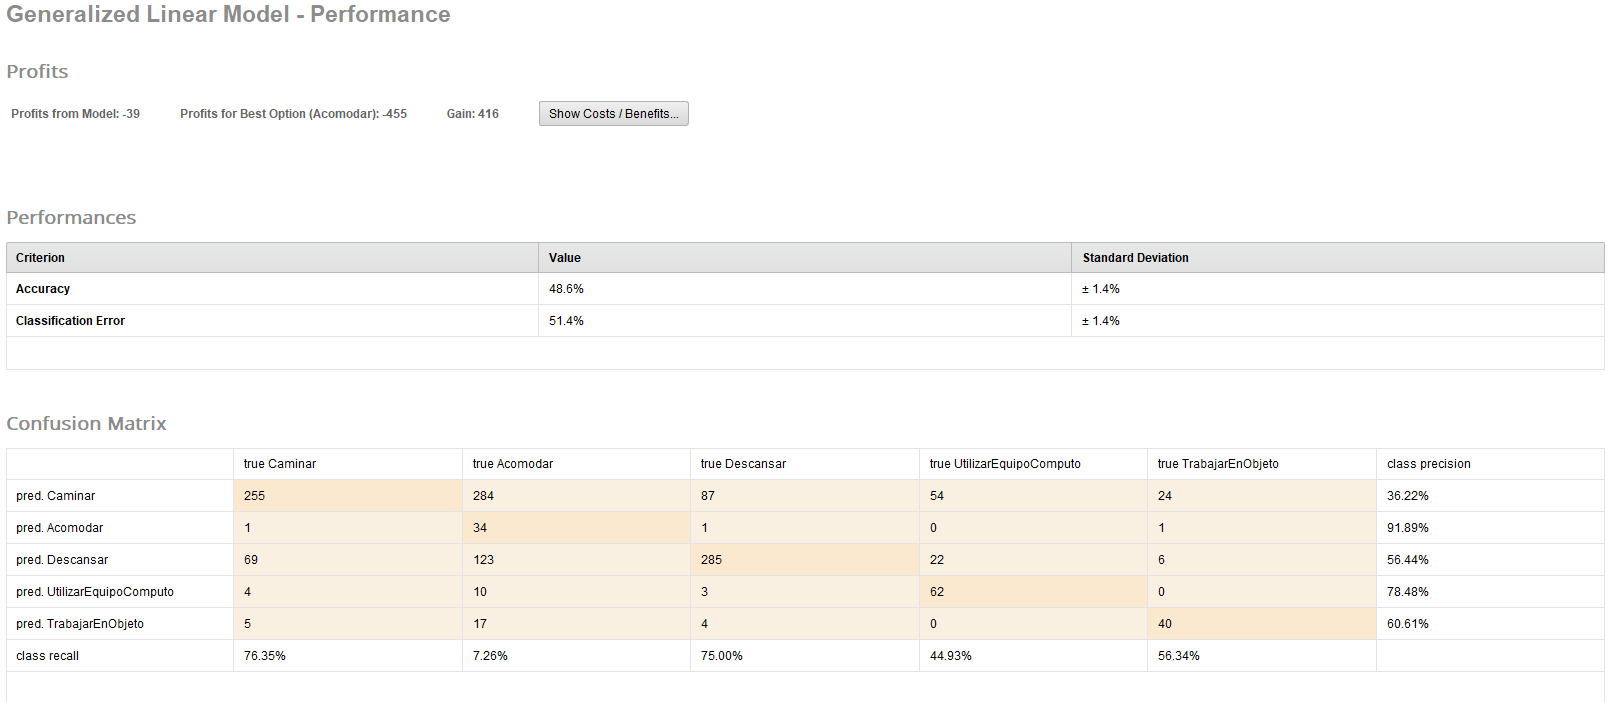 Generalized Linear Model - Performance
Profits
Profits from Model: -39 Profits for Best Option (Acomodar): -455 Gain: 416 Show Costs / Benefits...
Performances
Criterion Value Standard Deviation
Accuracy 48.6% ± 1.4%
Classification Error 51.4% ± 1.4%
Confusion Matrix
true Caminar true Acomodar true Descansar true UtilizarEquipoComputo true TrabajarEnObjeto class precision
pred. Caminar 255 284 87 54 24 36.22%
pred. Acomodar 1 34 1 0 1 91.89%
pred. Descansar 69 123 285 22 6 56.44%
pred. UtilizarEquipoComputo 4 10 3 62 0 78.48%
pred. TrabajarEnObjeto 5 17 4 0 40 60.61%
class recall 76.35% 7.26% 75.00% 44.93% 56.34%